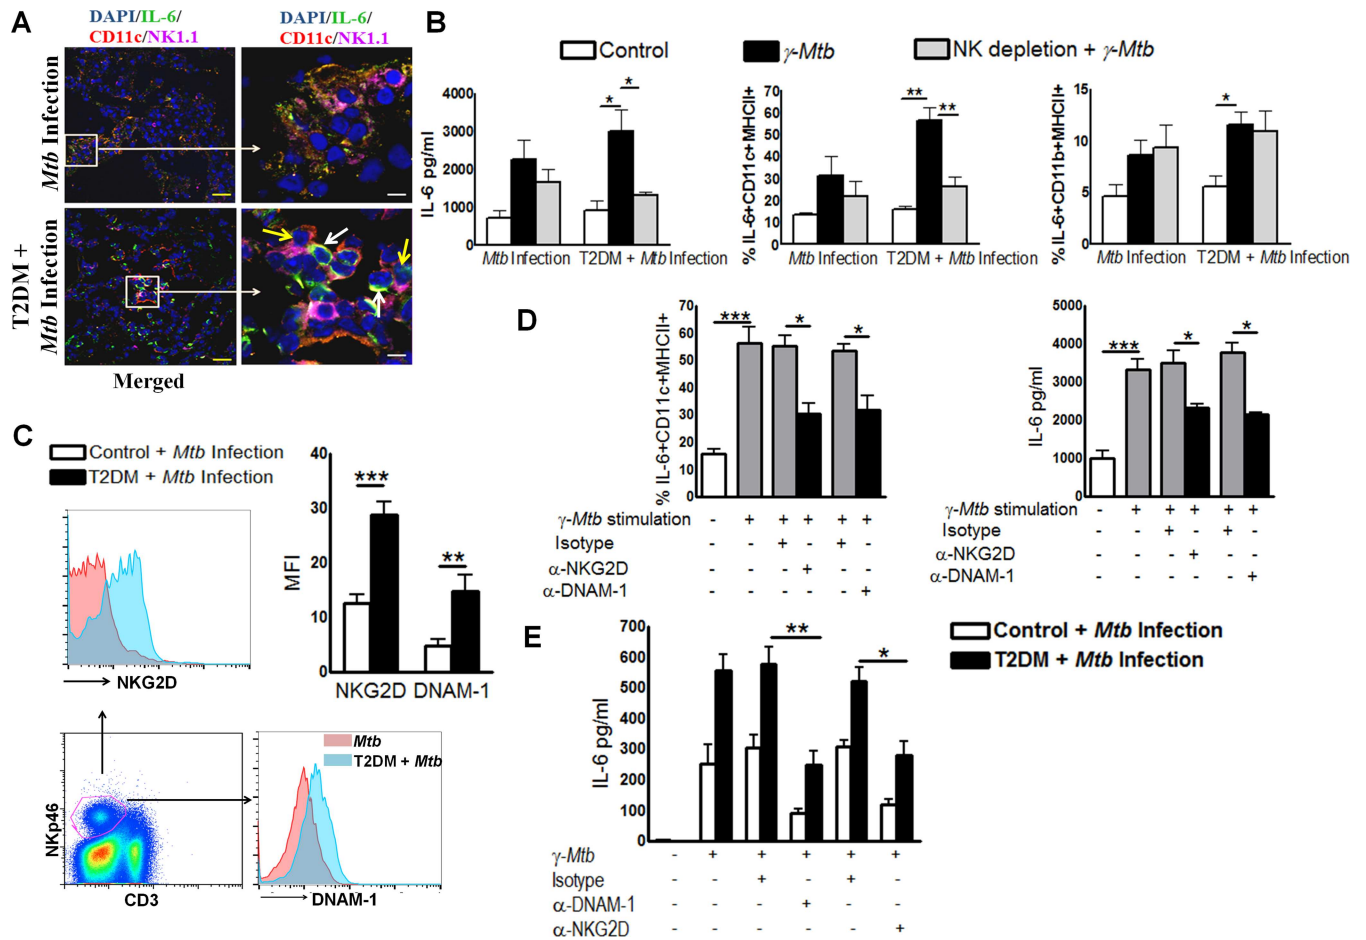 A
DAPI/IL-6/
CD11c/NK1.1
DAPI/IL-6/
CD11c/NK1.1
Mtb Infection
T2DM +
Mtb Infection
Merged
B
Control
γ-Mtb
NK depletion + γ-Mtb
IL-6 pg/ml
4000
3000
2000
1000
0
*
*
Mtb Infection
T2DM + Mtb Infection
% IL-6+CD11c+MHCII+
70
60
50
40
30
20
10
0
**
**
Mtb Infection
T2DM + Mtb Infection
% IL-6+CD11b+MHCII+
15
10
5
0
*
Mtb Infection
T2DM + Mtb Infection
C
Control + Mtb Infection
T2DM + Mtb Infection
NKG2D
MFI
40
30
20
10
0
***
**
NKG2D
DNAM-1
NKp46
CD3
Mtb
T2DM + Mtb
DNAM-1
D
% IL-6+CD11c+MHCII+
70
60
50
40
30
20
10
0
***
*
*
γ-Mtb stimulation - + + + + +
Isotype - - + - + -
α-NKG2D - - - + - -
α-DNAM-1 - - - - - +
IL-6 pg/ml
5000
4000
3000
2000
1000
0
***
*
*
γ-Mtb stimulation - + + + + +
Isotype - - + - + -
α-NKG2D - - - + - -
α-DNAM-1 - - - - - +
E
Control + Mtb Infection
T2DM + Mtb Infection
IL-6 pg/ml
700
600
500
400
300
200
100
0
**
*
γ-Mtb - + + + + +
Isotype - - + - + -
α-DNAM-1 - - - + - -
α-NKG2D - - - - - +